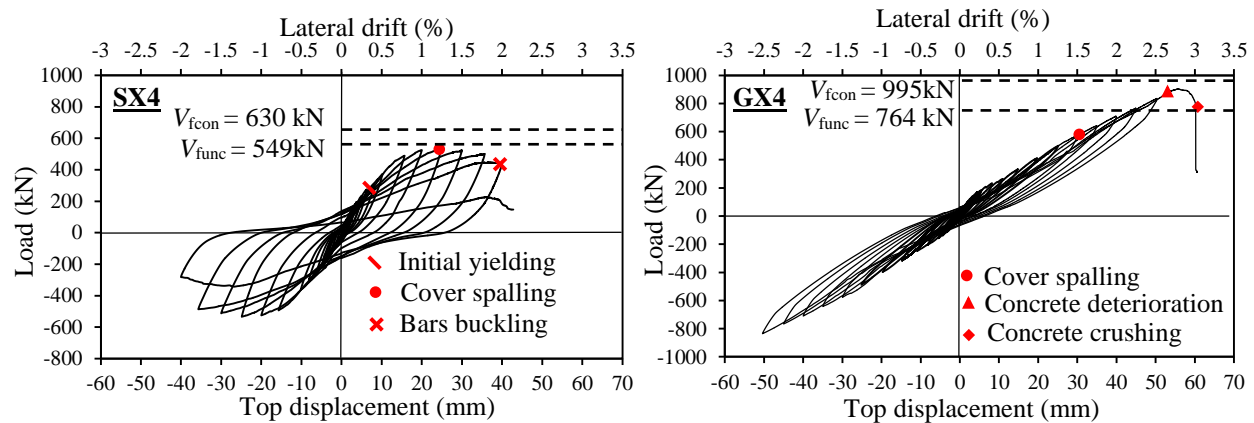 Lateral drift (%)
-3 -2.5 -2 -1.5 -1 -0.5 0 0.5 1 1.5 2 2.5 3 3.5
SX4
Vfcon = 630 kN
Vfunc = 549kN
1000
800
600
400
200
0
-200
-400
-600
-800
Load (kN)
Initial yielding
Cover spalling
Bars buckling
-60 -50 -40 -30 -20 -10 0 10 20 30 40 50 60 70
Top displacement (mm)
Lateral drift (%)
-3 -2.5 -2 -1.5 -1 -0.5 0 0.5 1 1.5 2 2.5 3 3.5
GX4
Vfcon = 995kN
Vfunc = 764 kN
1000
800
600
400
200
0
-200
-400
-600
-800
-1000
Load (kN)
Cover spalling
Concrete deterioration
Concrete crushing
-60 -50 -40 -30 -20 -10 0 10 20 30 40 50 60 70
Top displacement (mm)